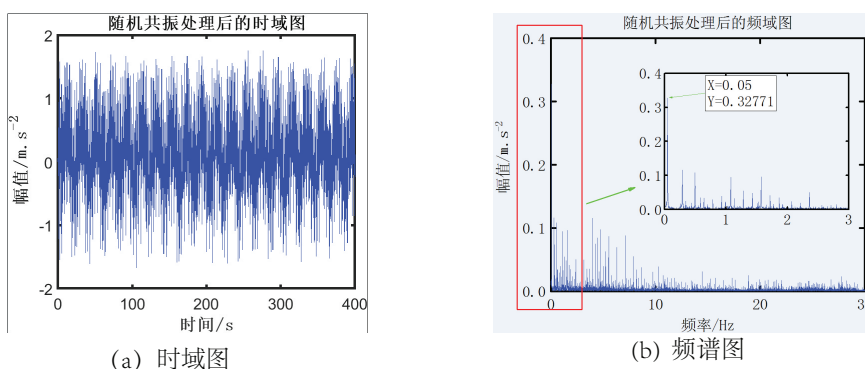 随机共振处理后的时域图
2
1
0
-1
-2
幅值/m.s⁻²
0 100 200 300 400
时间/s
(a) 时域图
随机共振处理后的频域图
0.4
0.3
0.2
0.1
0.0
幅值/m.s⁻²
0.4
0.3
0.2
0.1
0.0
X=0.05
Y=0.32771
0 1 2 3
0 10 20 3
频率/Hz
(b) 频谱图